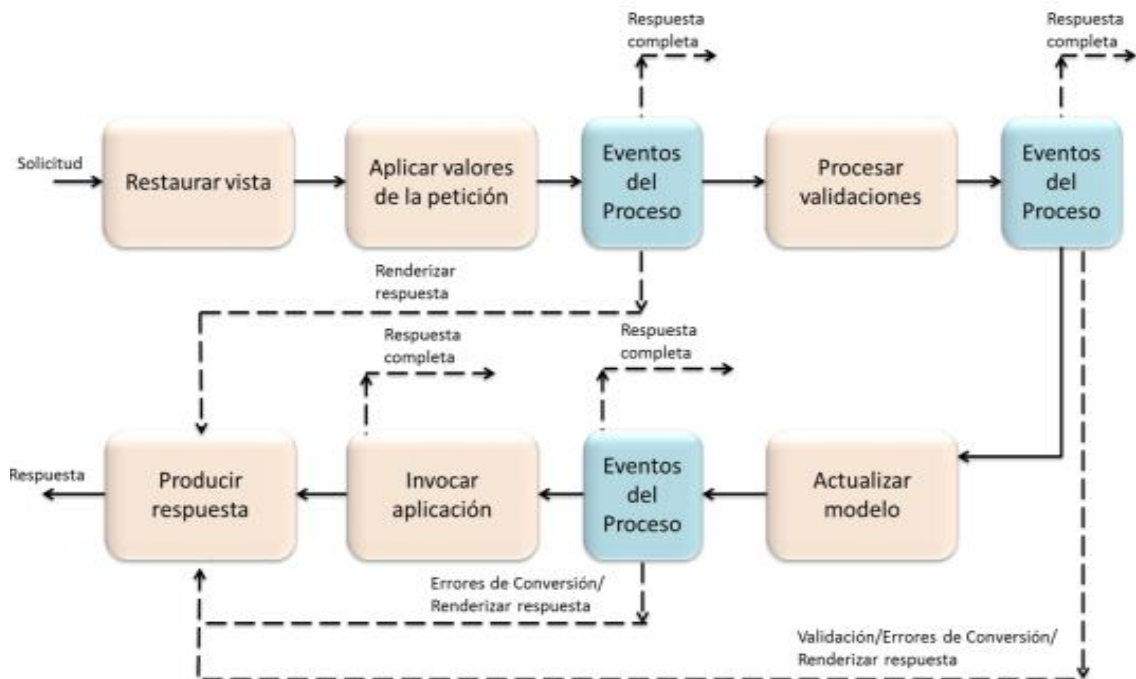 Respuesta
completa
Respuesta
completa
Solicitud
Restaurar vista
Aplicar valores
de la petición
Eventos
del
Proceso
Procesar
validaciones
Eventos
del
Proceso
Renderizar
respuesta
Respuesta
completa
Respuesta
completa
Respuesta
Producir
respuesta
Invocar
aplicación
Eventos
del
Proceso
Actualizar
modelo
Errores de Conversión/
Renderizar respuesta
Validación/Errores de Conversión/
Renderizar respuesta